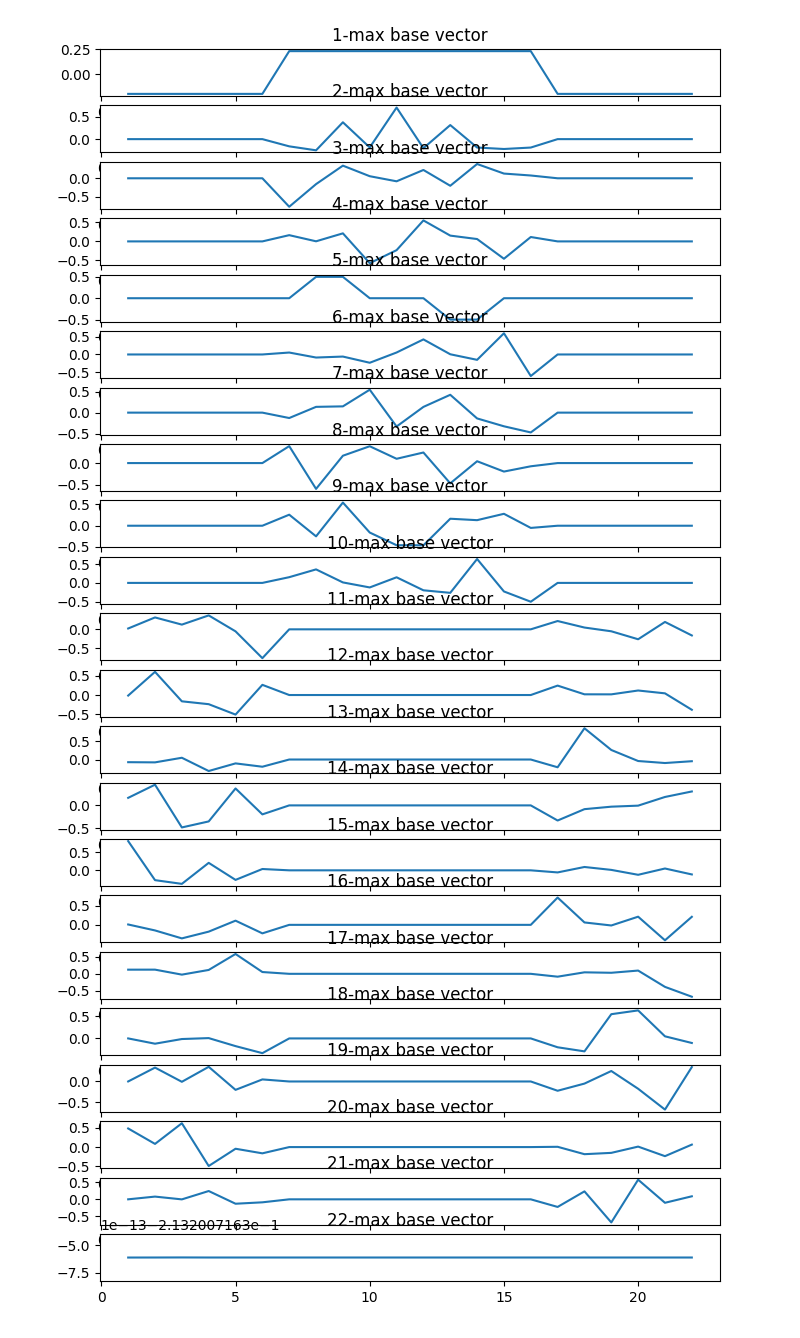 1-max base vector
0.25
0.00
2-max base vector
0.5
0.0
3-max base vector
0.0
−0.5
4-max base vector
0.5
0.0
−0.5
5-max base vector
0.5
0.0
−0.5
6-max base vector
0.5
0.0
−0.5
7-max base vector
0.5
0.0
−0.5
8-max base vector
0.0
−0.5
9-max base vector
0.5
0.0
−0.5
10-max base vector
0.5
0.0
−0.5
11-max base vector
0.0
−0.5
12-max base vector
0.5
0.0
−0.5
13-max base vector
0.5
0.0
14-max base vector
0.0
−0.5
15-max base vector
0.5
0.0
16-max base vector
0.5
0.0
17-max base vector
0.5
0.0
−0.5
18-max base vector
0.5
0.0
19-max base vector
0.0
−0.5
20-max base vector
0.5
0.0
−0.5
21-max base vector
0.5
0.0
−0.5
1e−13−2.132007163e−1
22-max base vector
−5.0
−7.5
0 5 10 15 20